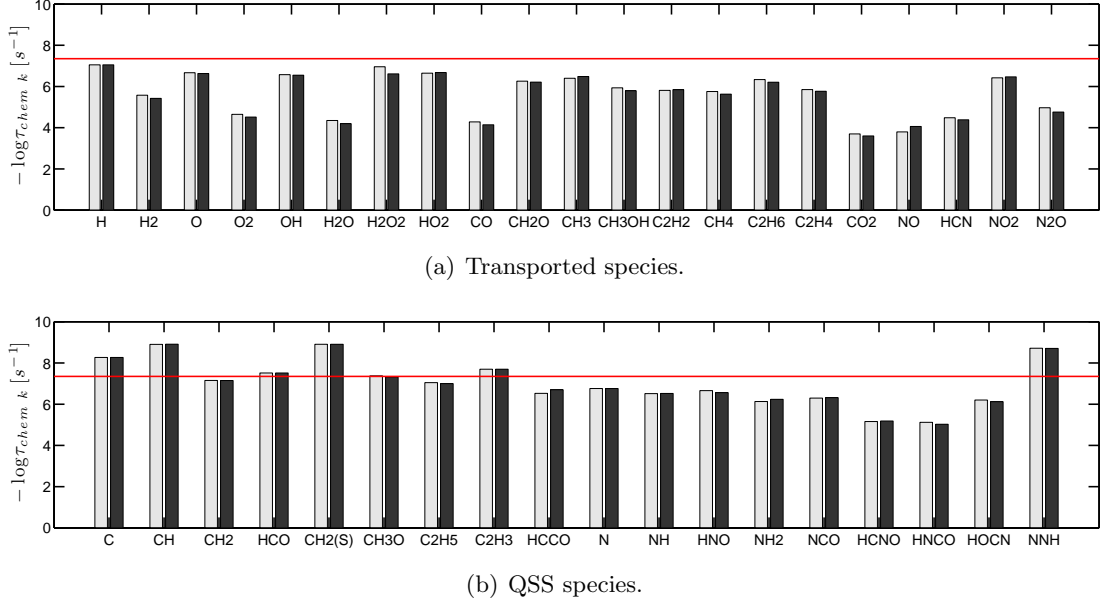 10
8
6
4
2
0
− log τchem k [s−1]
H H2 O O2 OH H2O H2O2 HO2 CO CH2O CH3 CH3OH C2H2 CH4 C2H6 C2H4 CO2 NO HCN NO2 N2O
(a) Transported species.
10
8
6
4
2
0
− log τchem k [s−1]
C CH CH2 HCO CH2(S) CH3O C2H5 C2H3 HCCO N NH HNO NH2 NCO HCNO HNCO HOCN NNH
(b) QSS species.